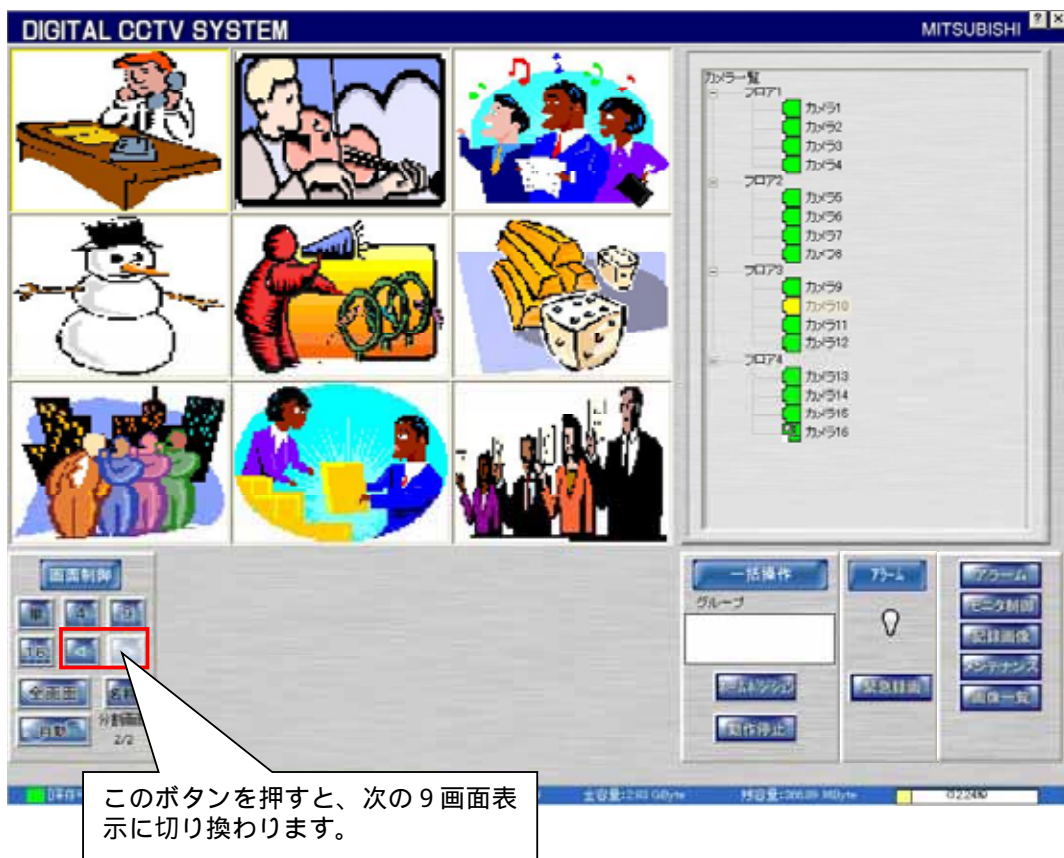 DIGITAL CCTV SYSTEM
MITSUBISHI
カメラ一覧
フロア1
カメラ1
カメラ2
カメラ3
カメラ4
フロア2
カメラ5
カメラ6
カメラ7
カメラ8
フロア3
カメラ9
カメラ10
カメラ11
カメラ12
フロア4
カメラ13
カメラ14
カメラ15
カメラ16
画面制御
単 4 9
16
全画面
自動
2/2
一括操作
グループ
ホームポジション
動作停止
アラーム
緊急録画
アラーム
モニタ制御
記録画像
メンテナンス
画像一覧
このボタンを押すと、次の9画面表
示に切り換わります。